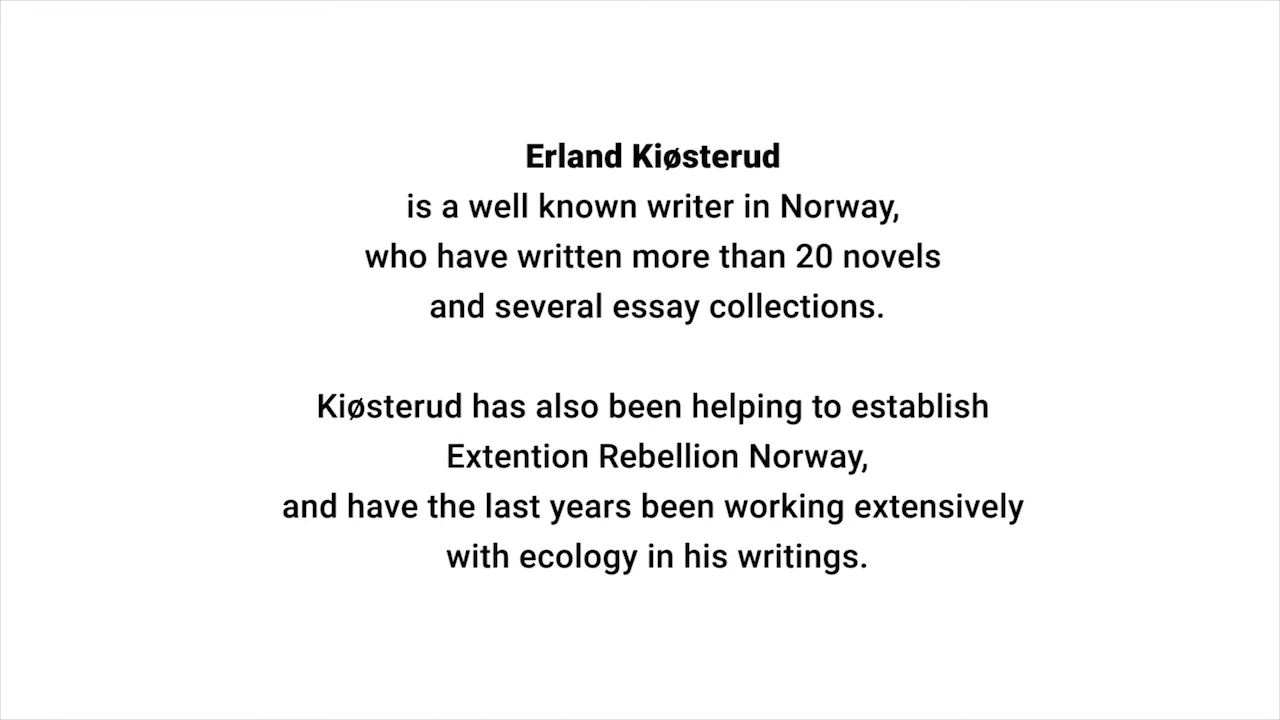 Erland Kiøsterud
is a well known writer in Norway,
who have written more than 20 novels
and several essay collections.
Kiøsterud has also been helping to establish
Extention Rebellion Norway,
and have the last years been working extensively
with ecology in his writings.